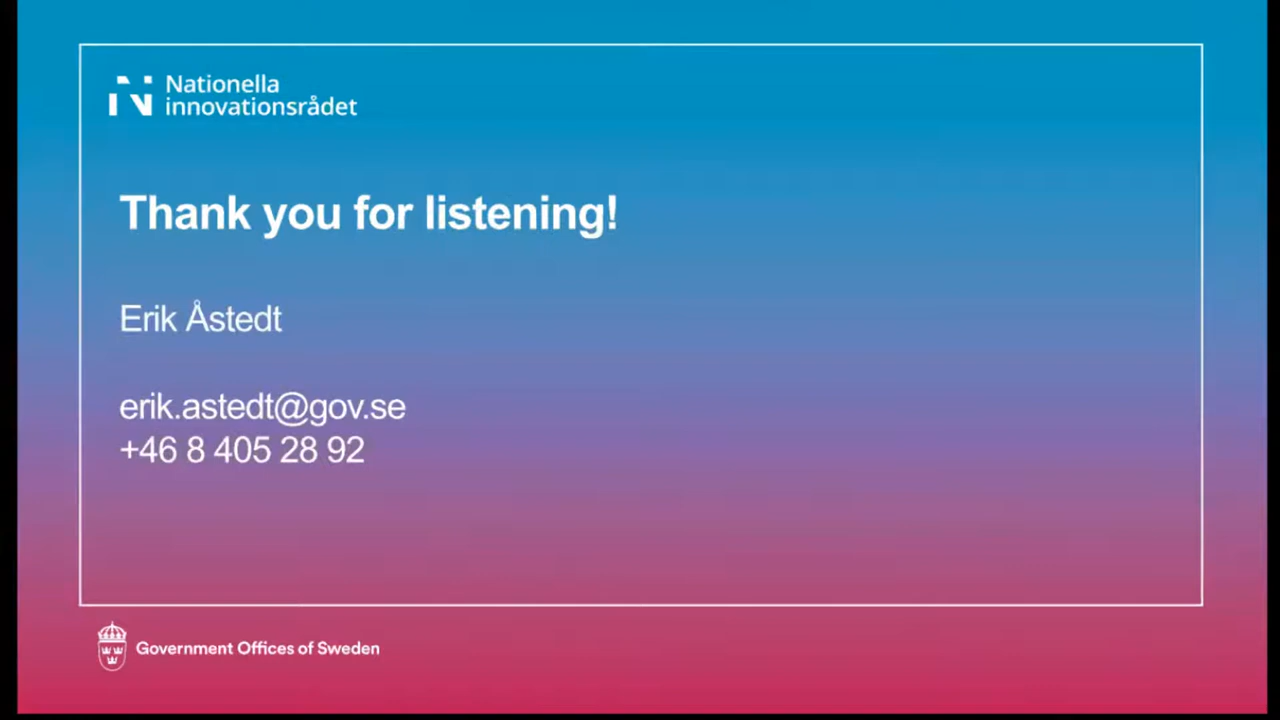 Nationella
innovationsrådet
Thank you for listening!
Erik Åstedt
erik.astedt@gov.se
+46 8 405 28 92
Government Offices of Sweden